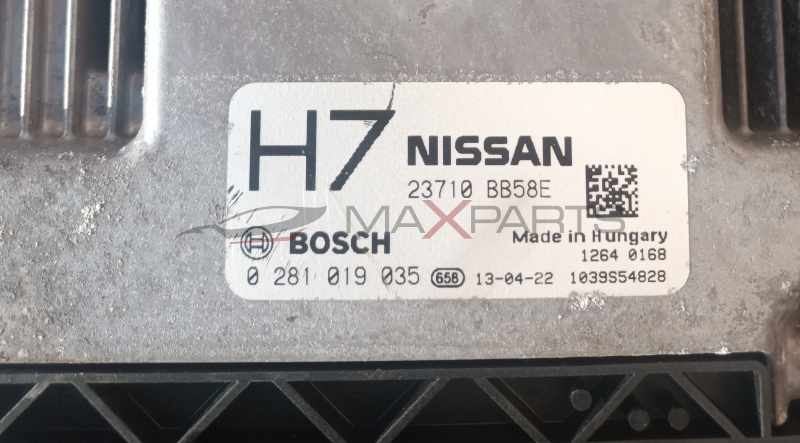 H7 NISSAN
23710 BB58E
MAXPARTS
BOSCH Made in Hungary
1264 0168
0 281 019 035 658 13-04-22 1039S54828